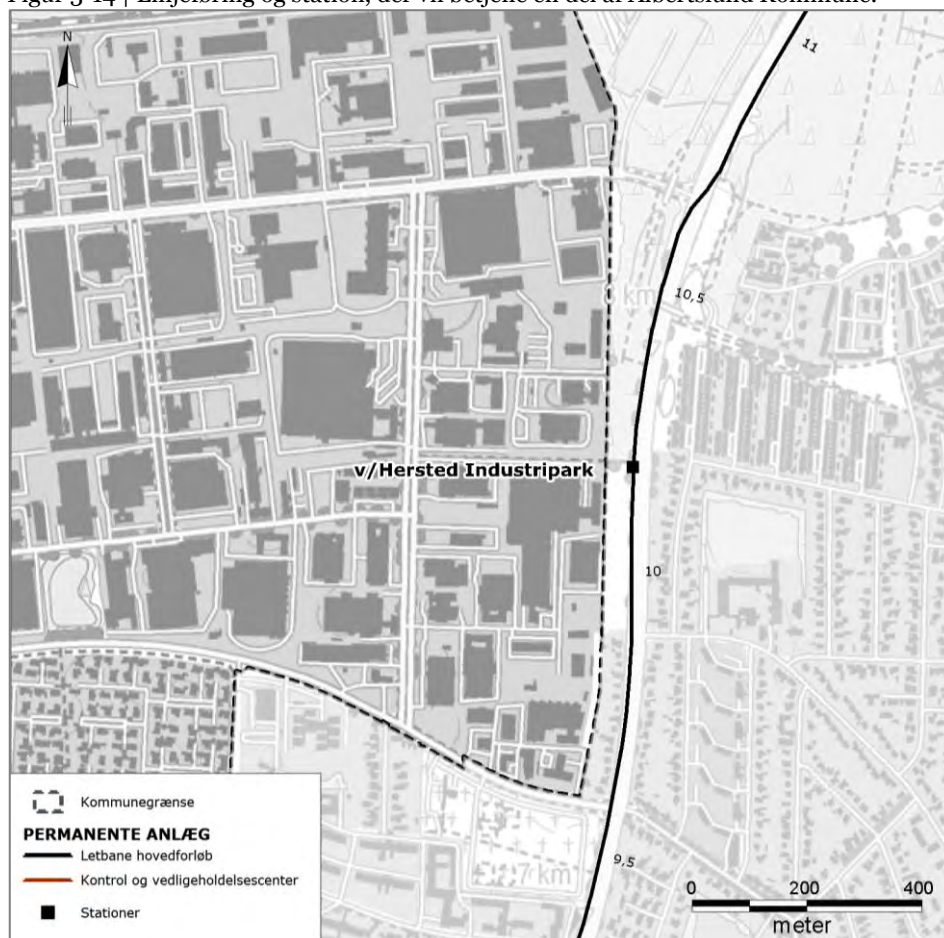 Figur 3-14 | Linjeføring og station, der vil betjene en del af Albertslund Kommune.
N
11
10,5
v/Hersted Industripark
10
9,5
Kommunegrænse
PERMANENTE ANLÆG
Letbane hovedforløb
Kontrol og vedligeholdelsescenter
Stationer
0 200 400
meter